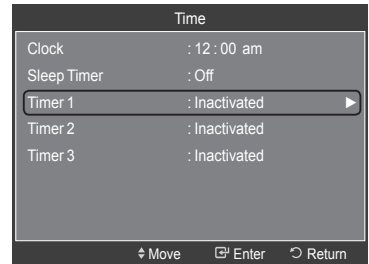 Time
Clock : 12 : 00 am
Sleep Timer : Off
Timer 1 : Inactivated
Timer 2 : Inactivated
Timer 3 : Inactivated
Move Enter Return